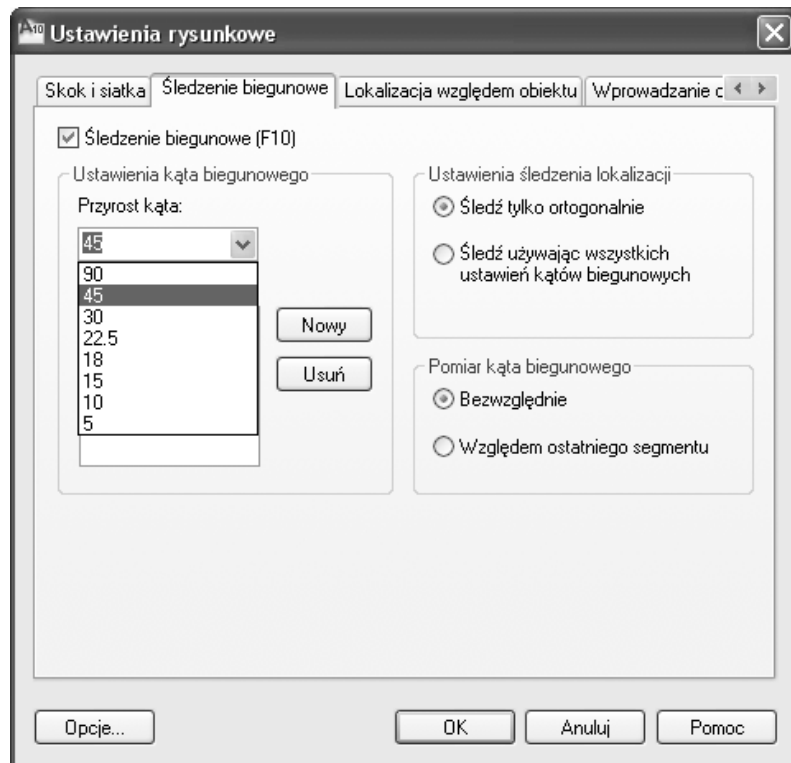 Ustawienia rysunkowe
Skok i siatka Śledzenie biegunowe Lokalizacja względem obiektu Wprowadzanie c
Śledzenie biegunowe (F10)
Ustawienia kąta biegunowego
Przyrost kąta:
45
90
45
30
22.5
18
15
10
5
Nowy
Usuń
Ustawienia śledzenia lokalizacji
Śledź tylko ortogonalnie
Śledź używając wszystkich
ustawień kątów biegunowych
Pomiar kąta biegunowego
Bezwzględnie
Względem ostatniego segmentu
Opcje... OK Anuluj Pomoc